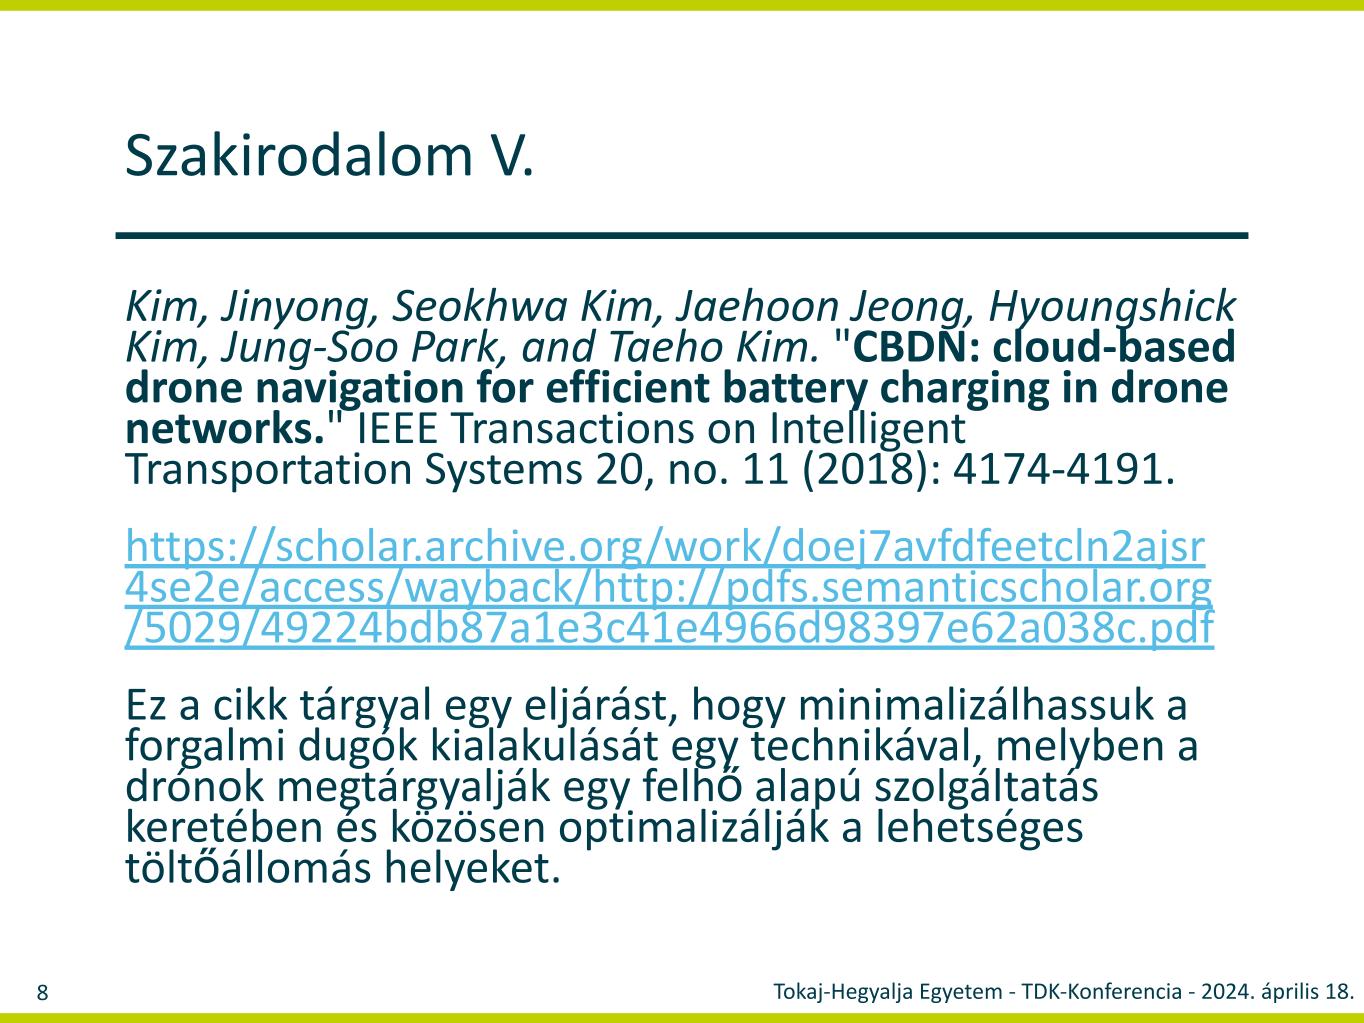 Szakirodalom V.
Kim, Jinyong, Seokhwa Kim, Jaehoon Jeong, Hyoungshick
Kim, Jung-Soo Park, and Taeho Kim. "CBDN: cloud-based
drone navigation for efficient battery charging in drone
networks." IEEE Transactions on Intelligent
Transportation Systems 20, no. 11 (2018): 4174-4191.
https://scholar.archive.org/work/doej7avfdfeetcln2ajsr
4se2e/access/wayback/http://pdfs.semanticscholar.org
/5029/49224bdb87a1e3c41e4966d98397e62a038c.pdf
Ez a cikk tárgyal egy eljárást, hogy minimalizálhassuk a
forgalmi dugók kialakulását egy technikával, melyben a
drónok megtárgyalják egy felhő alapú szolgáltatás
keretében és közösen optimalizálják a lehetséges
töltőállomás helyeket.
8
Tokaj-Hegyalja Egyetem - TDK-Konferencia - 2024. április 18.